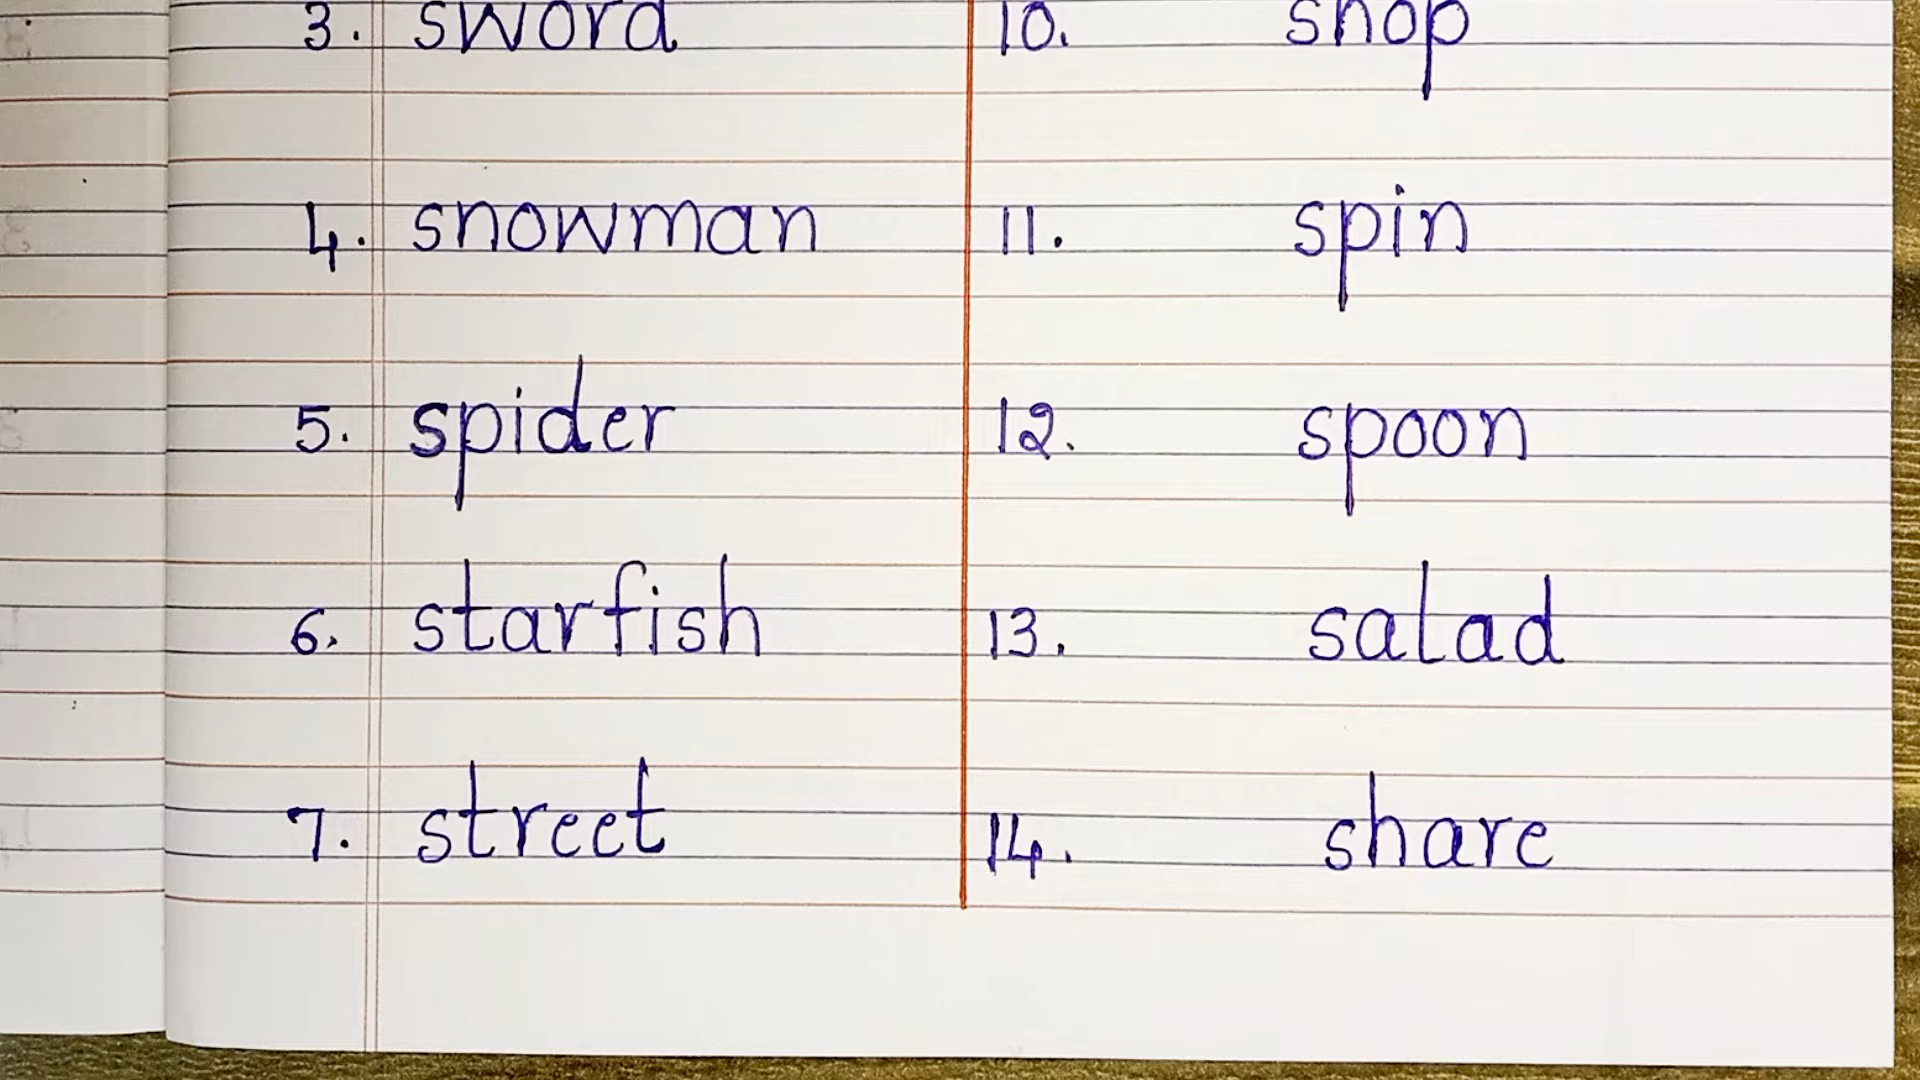 3. sword
4. snowman
5. spider
6. starfish
7. street
10. shop
11. spin
12. spoon
13. salad
14. share